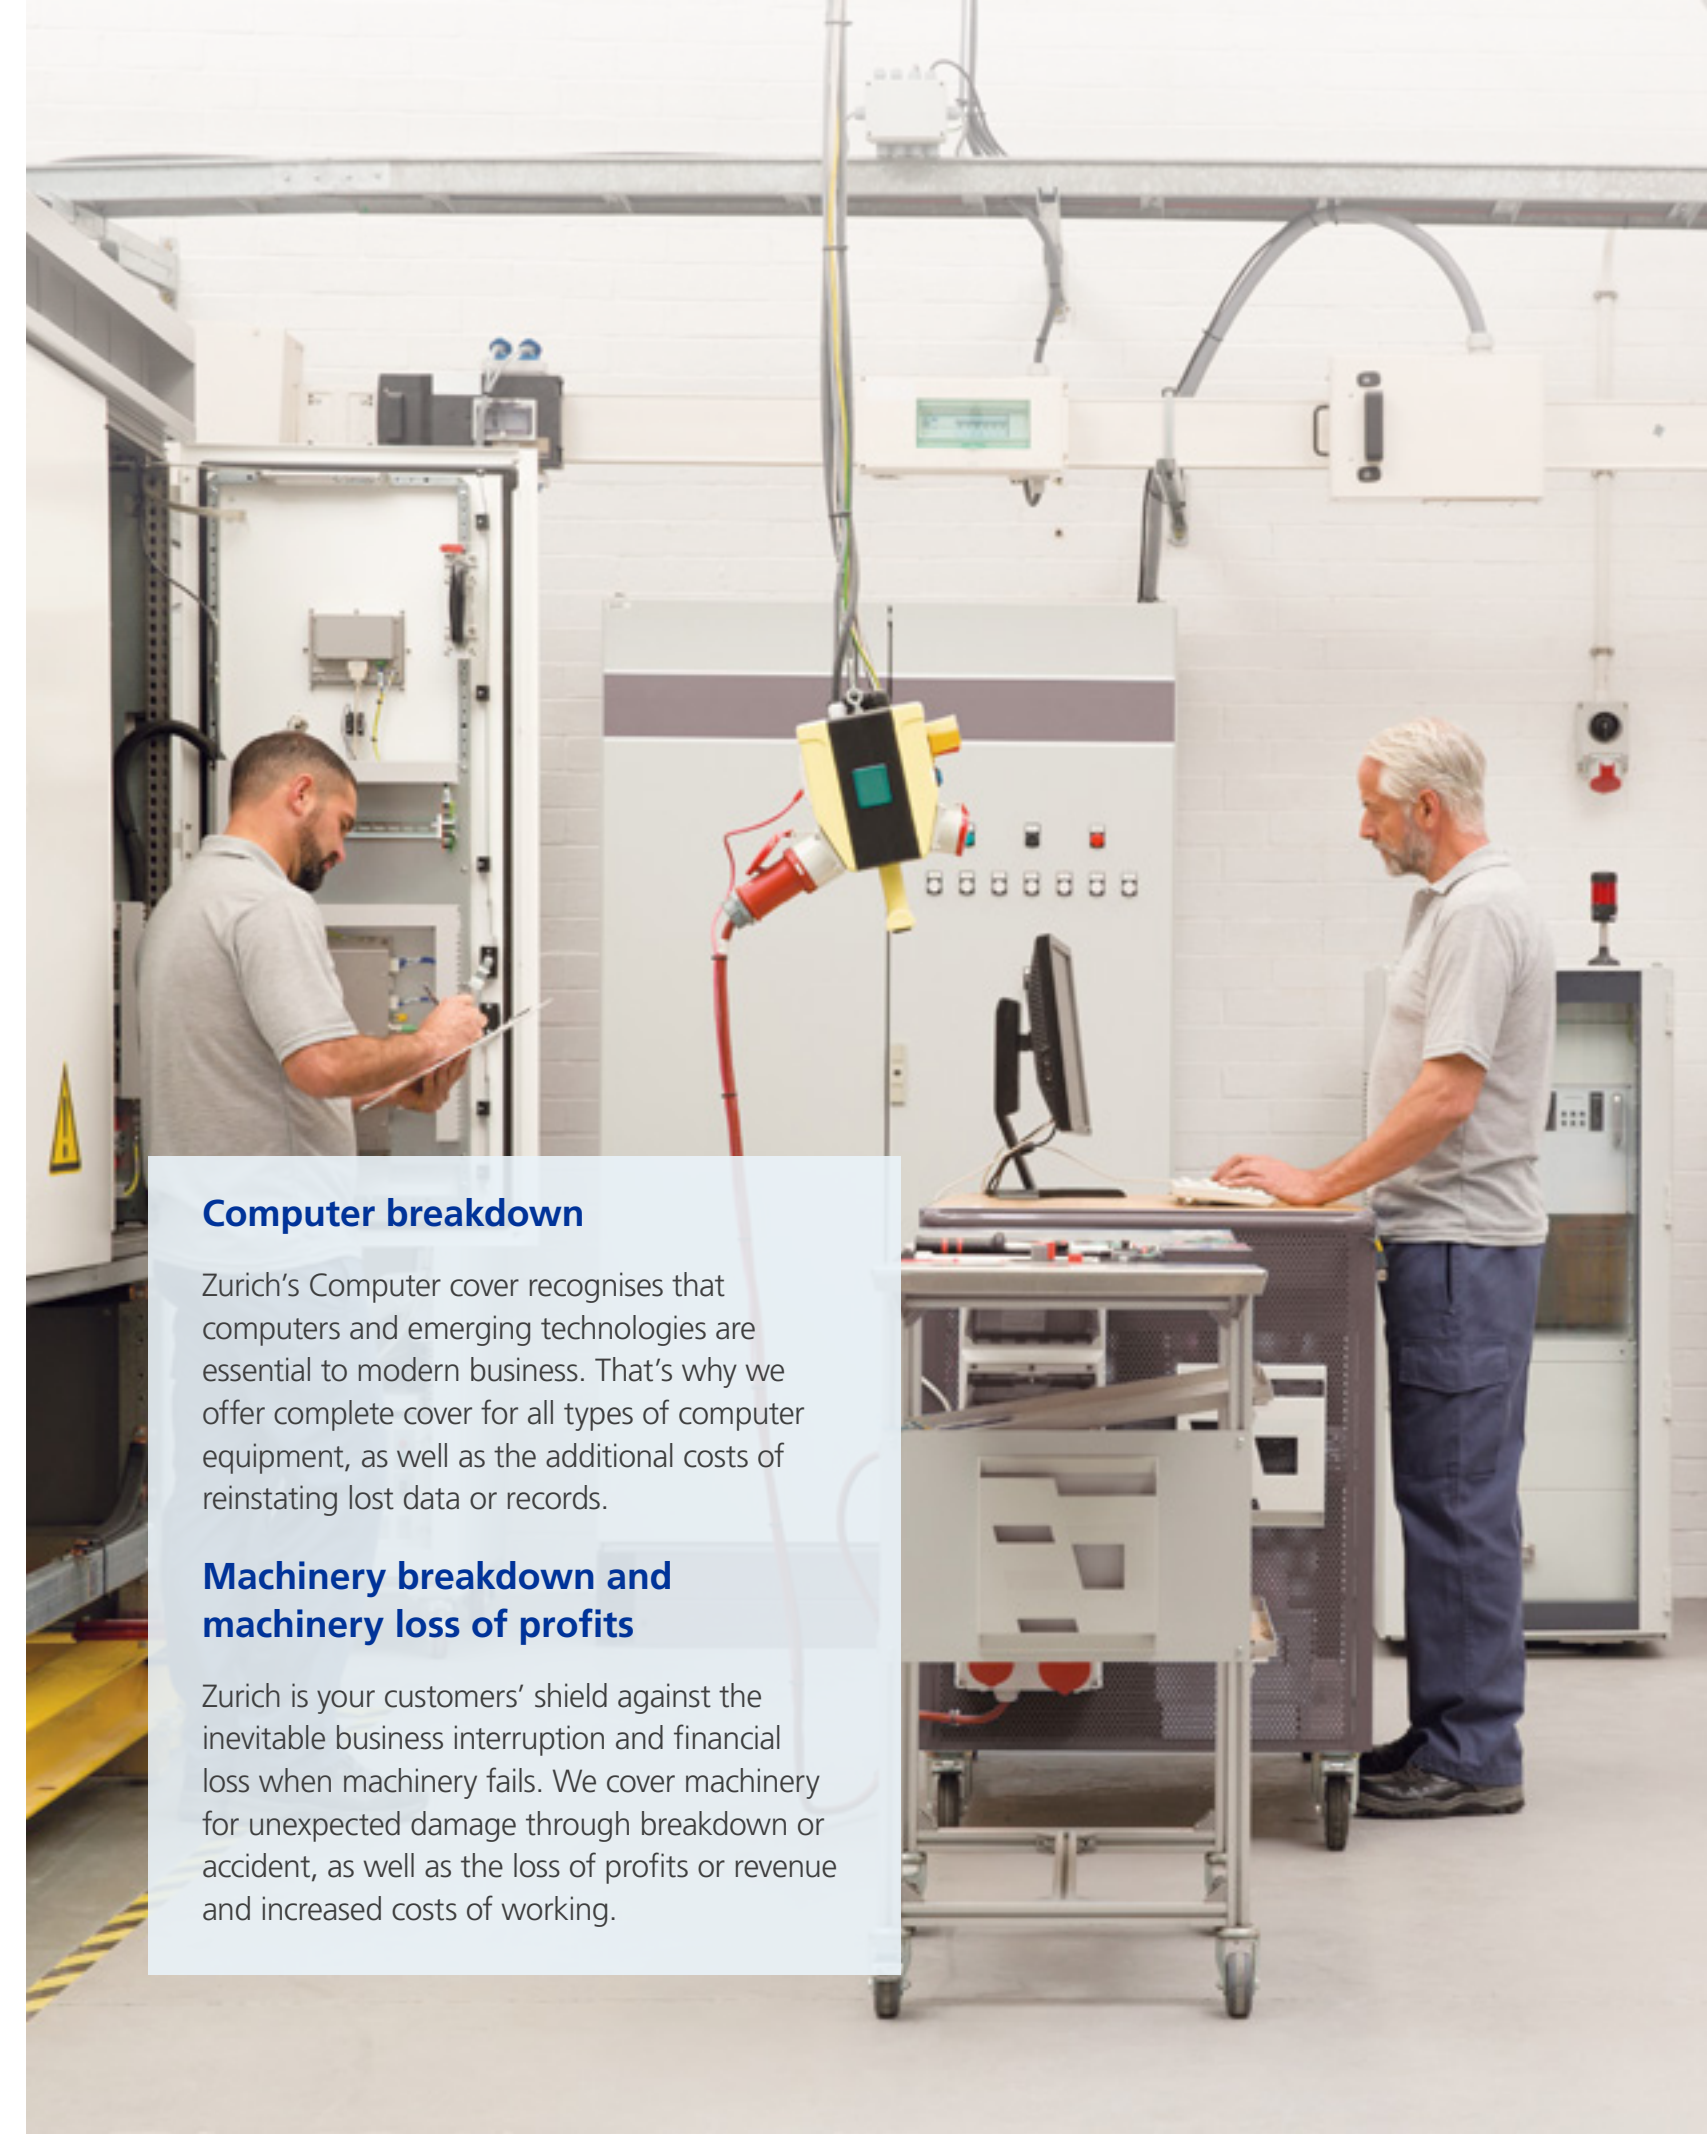 Computer breakdown
Zurich’s Computer cover recognises that
computers and emerging technologies are
essential to modern business. That’s why we
offer complete cover for all types of computer
equipment, as well as the additional costs of
reinstating lost data or records.
Machinery breakdown and
machinery loss of profits
Zurich is your customers’ shield against the
inevitable business interruption and financial
loss when machinery fails. We cover machinery
for unexpected damage through breakdown or
accident, as well as the loss of profits or revenue
and increased costs of working.